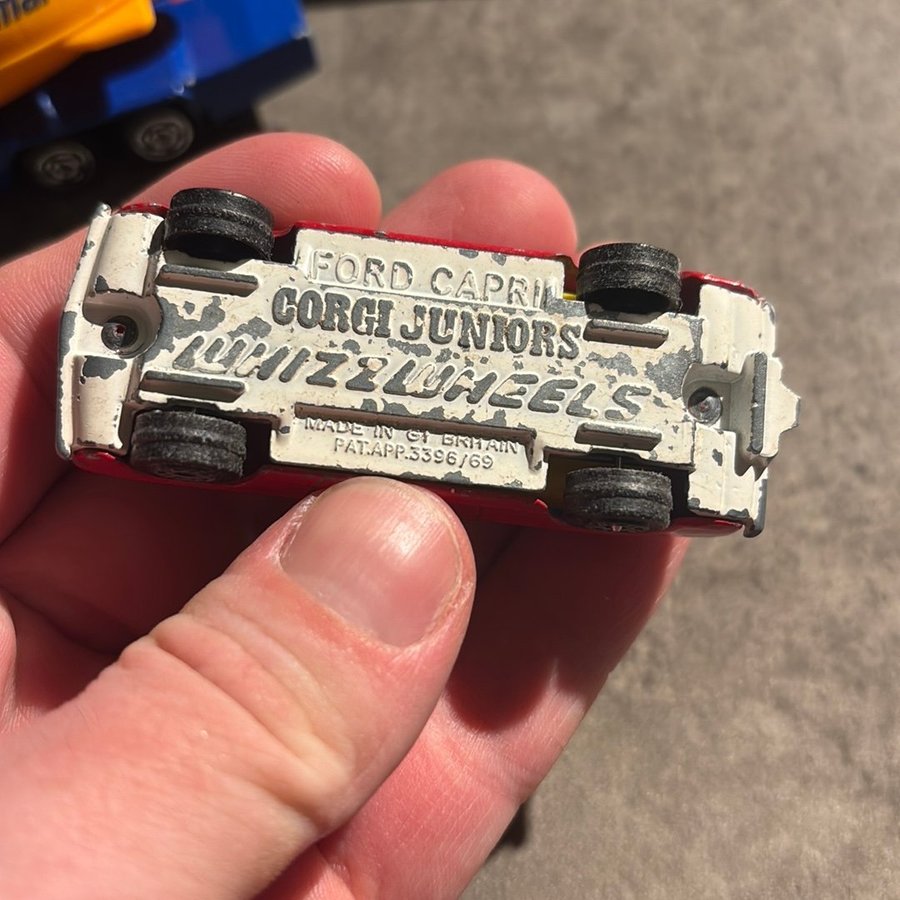 FORD CAPRI
CORGI JUNIORS
WHIZZWHEELS
MADE IN GT BRITAIN
PAT.APP.3396/69